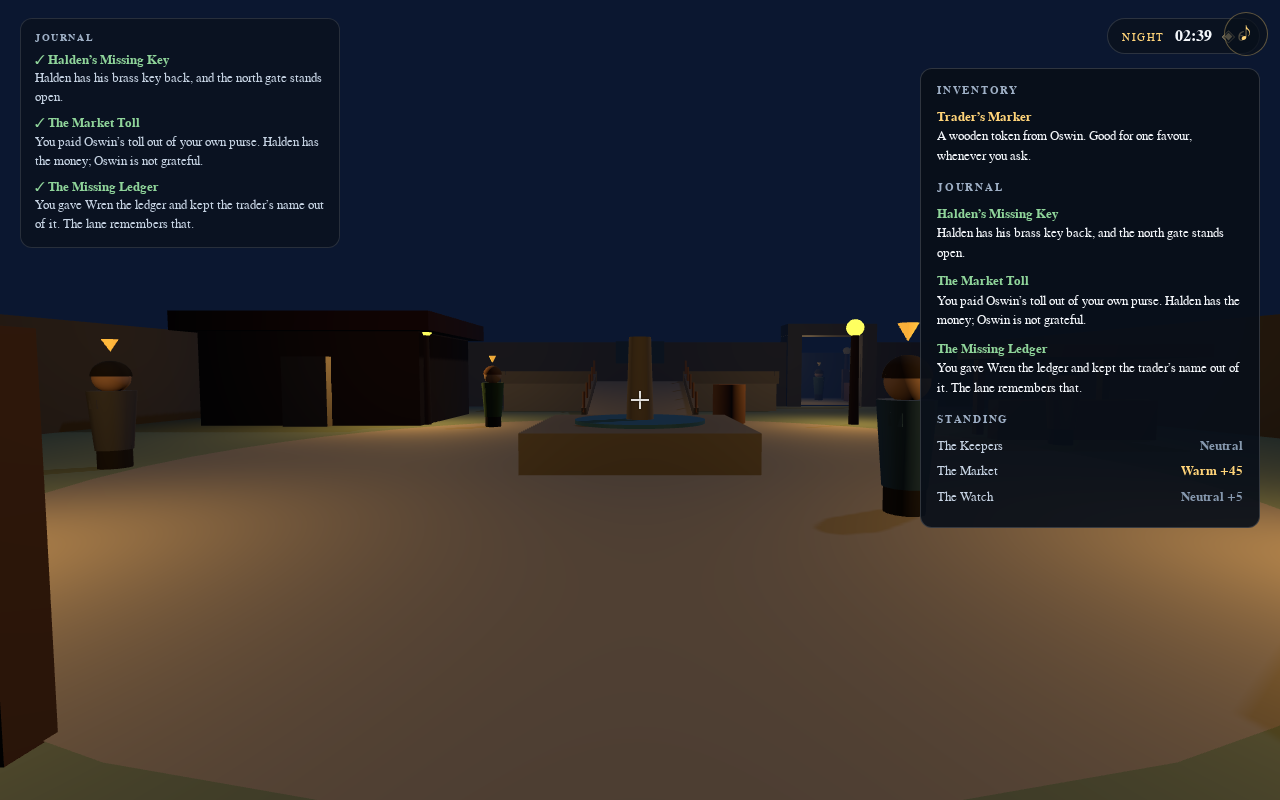 JOURNAL
✓ Halden's Missing Key
Halden has his brass key back, and the north gate stands
open.
✓ The Market Toll
You paid Oswin's toll out of your own purse. Halden has
the money; Oswin is not grateful.
✓ The Missing Ledger
You gave Wren the ledger and kept the trader's name out
of it. The lane remembers that.
NIGHT 02:39
INVENTORY
Trader's Marker
A wooden token from Oswin. Good for one favour,
whenever you ask.
JOURNAL
Halden's Missing Key
Halden has his brass key back, and the north gate stands
open.
The Market Toll
You paid Oswin's toll out of your own purse. Halden has the
money; Oswin is not grateful.
The Missing Ledger
You gave Wren the ledger and kept the trader's name out of
it. The lane remembers that.
STANDING
The Keepers Neutral
The Market Warm +45
The Watch Neutral +5